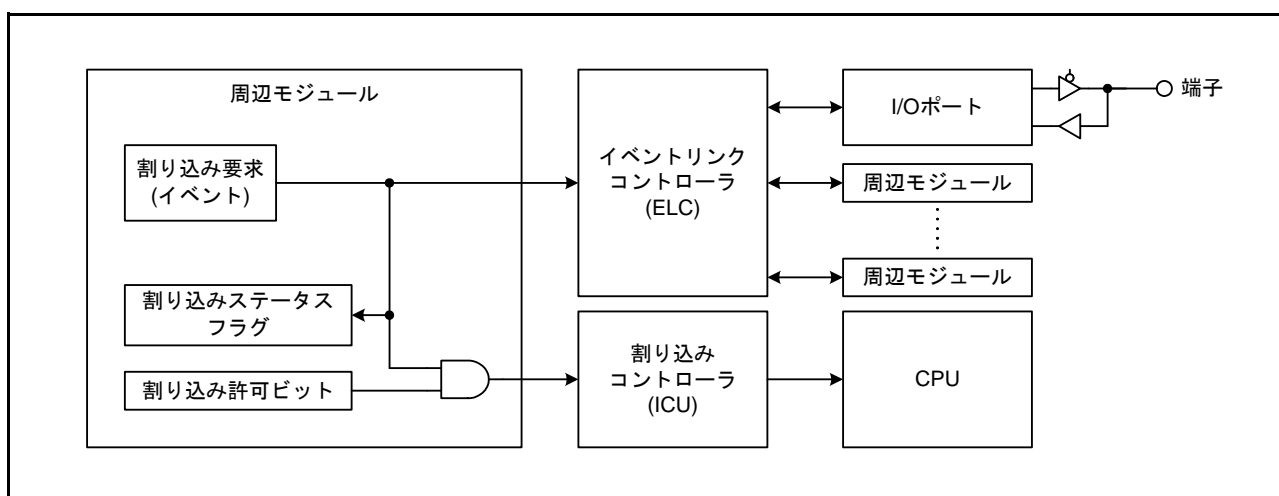 周辺モジュール
割り込み要求
(イベント)
割り込みステータス
フラグ
割り込み許可ビット
イベントリンク
コントローラ
(ELC)
割り込み
コントローラ
(ICU)
I/Oポート
端子
周辺モジュール
周辺モジュール
CPU